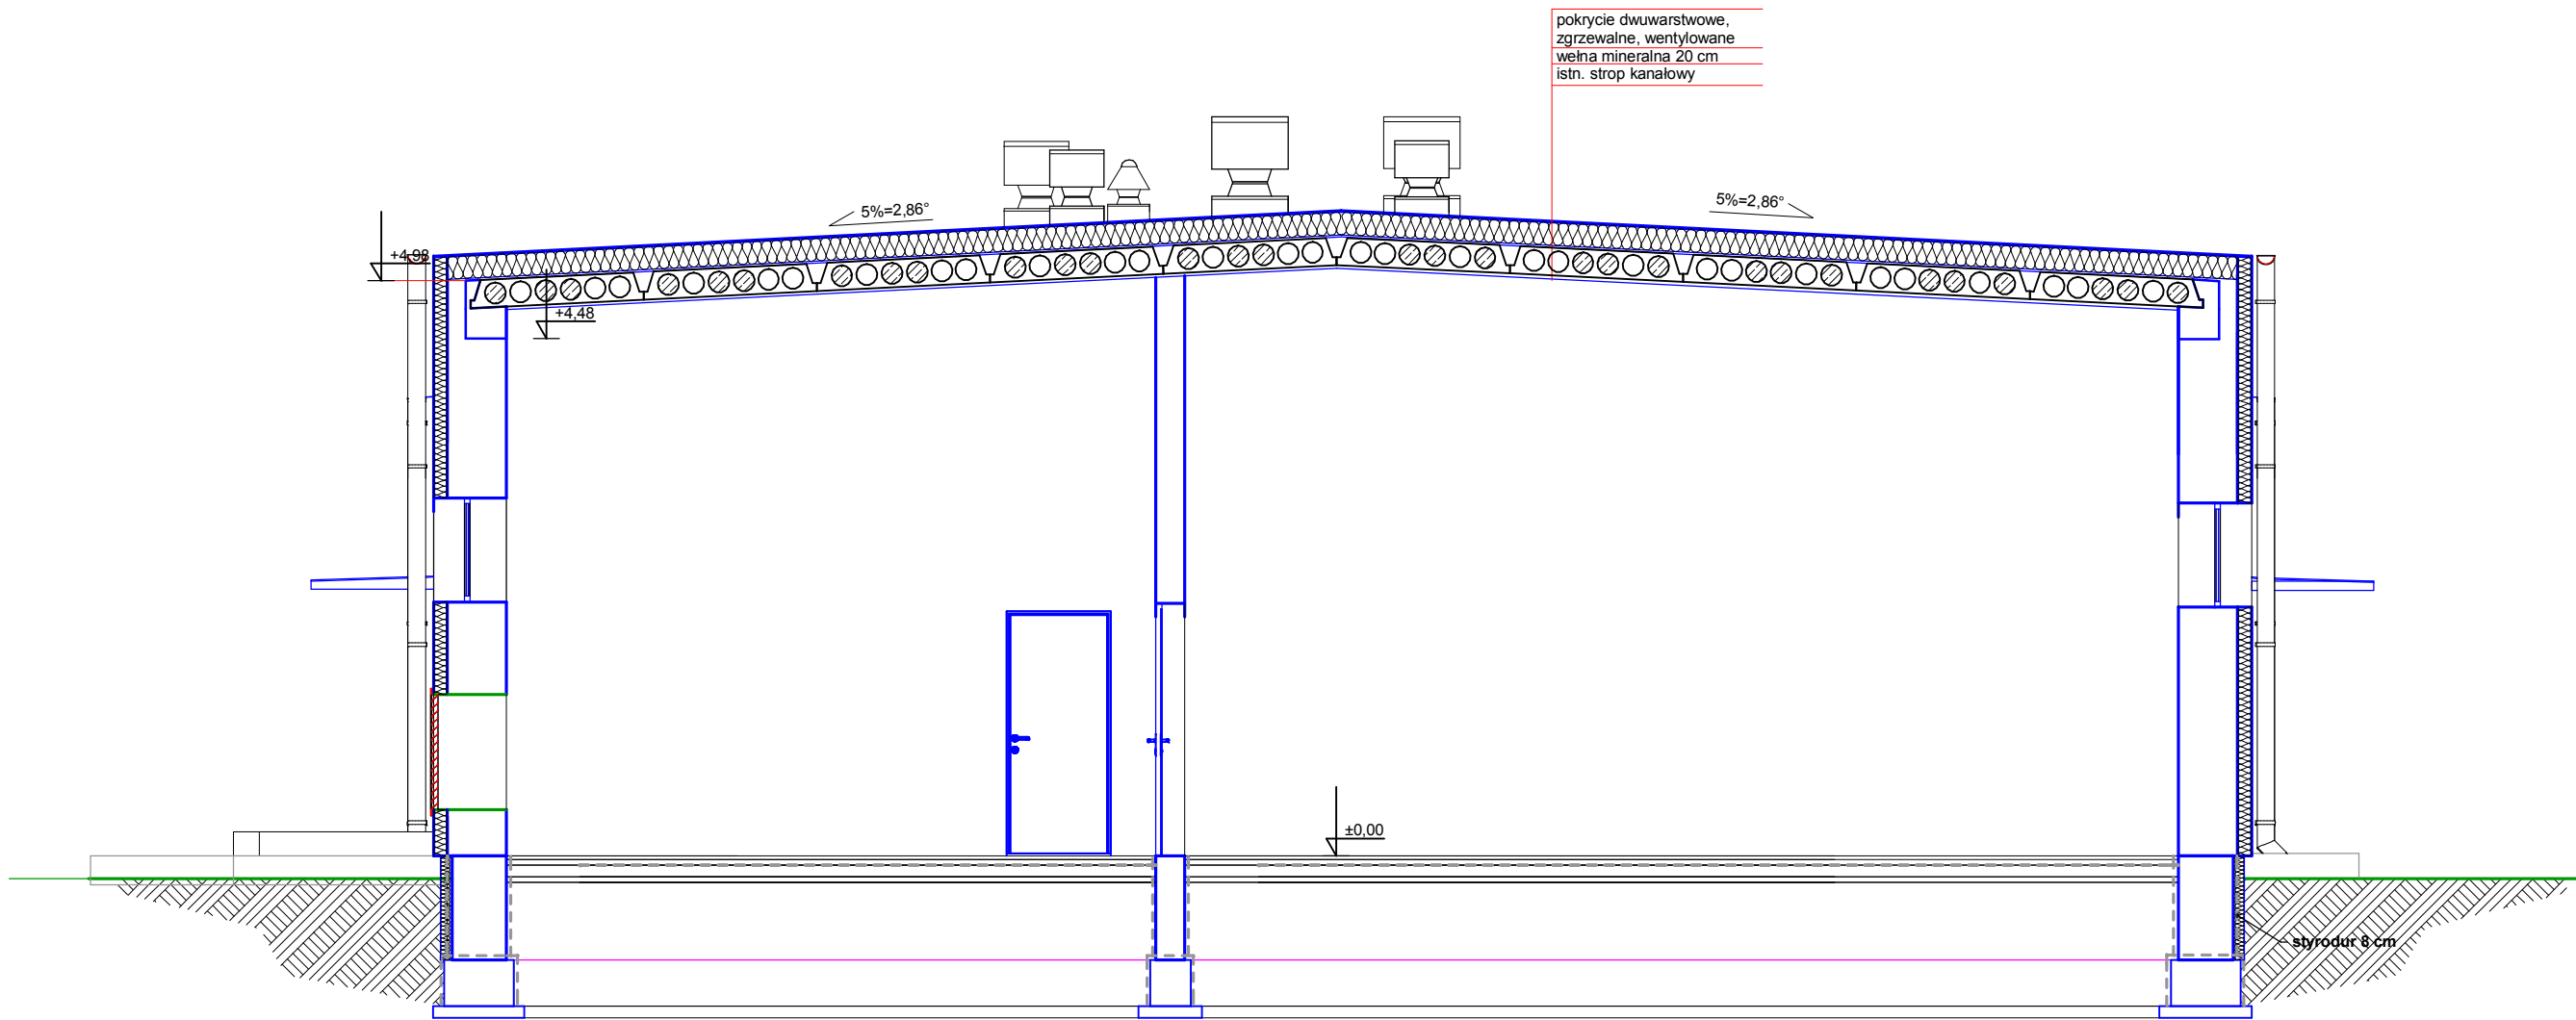 pokrycie dwuwarstwowe,
zgrzewalne, wentylowane
wełna mineralna 20 cm
istn. strop kanałowy
5%=2,86°
5%=2,86°
+4,98
+4,48
±0,00
styrodur 8 cm